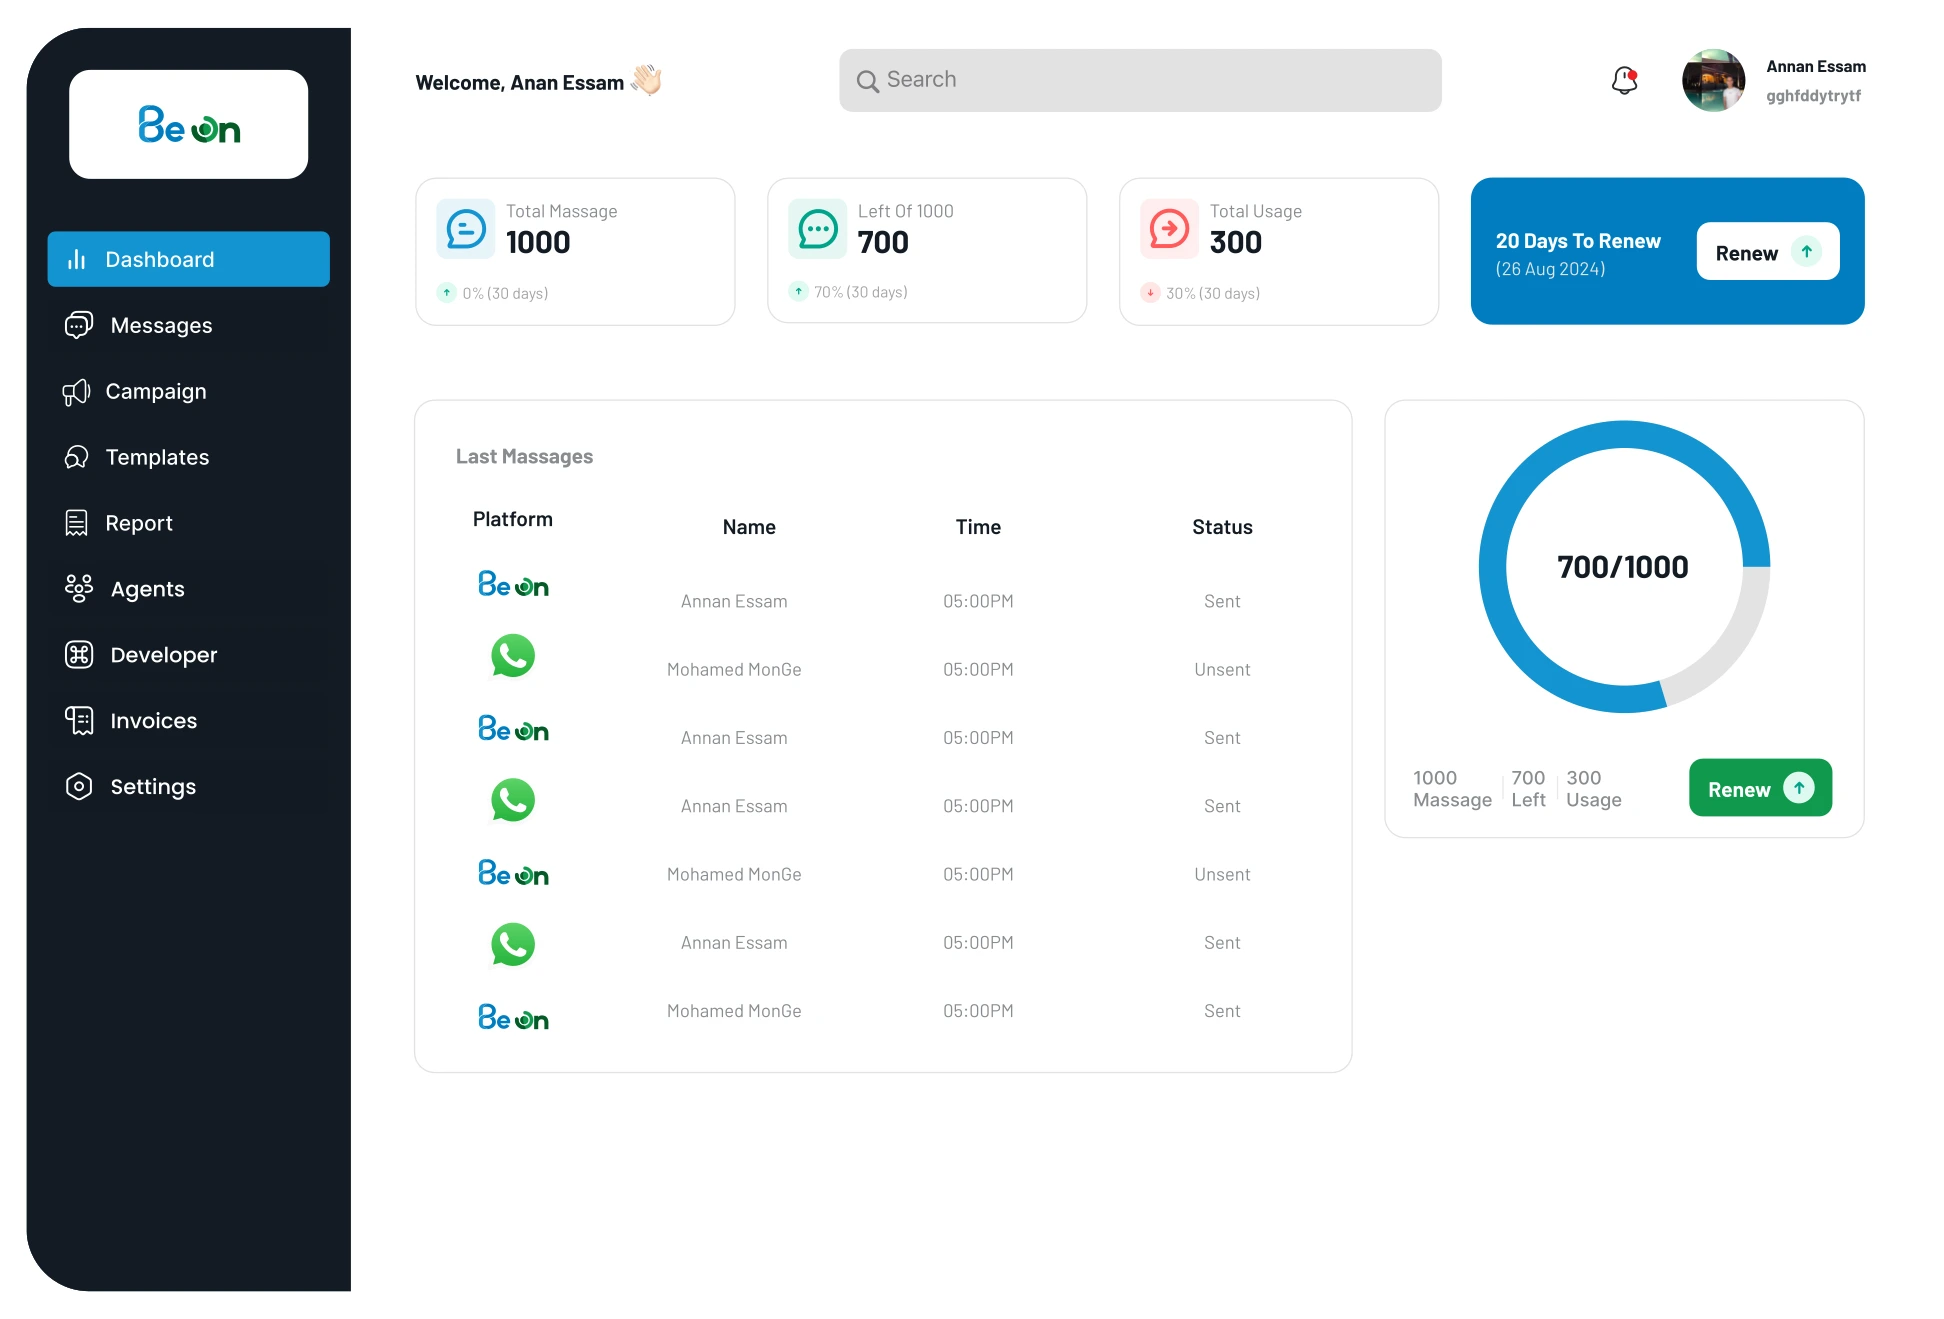 Be on
Dashboard
Messages
Campaign
Templates
Report
Agents
Developer
Invoices
Settings
Welcome, Anan Essam
Search
Annan Essam
gghfddytrytf
Total Massage
1000
0% (30 days)
Left Of 1000
700
70% (30 days)
Total Usage
300
30% (30 days)
20 Days To Renew
(26 Aug 2024)
Renew
Last Massages
Platform Name Time Status
Be on Annan Essam 05:00PM Sent
Mohamed MonGe 05:00PM Unsent
Be on Annan Essam 05:00PM Sent
Annan Essam 05:00PM Sent
Be on Mohamed MonGe 05:00PM Unsent
Annan Essam 05:00PM Sent
Be on Mohamed MonGe 05:00PM Sent
700/1000
1000 700 300
Massage Left Usage
Renew